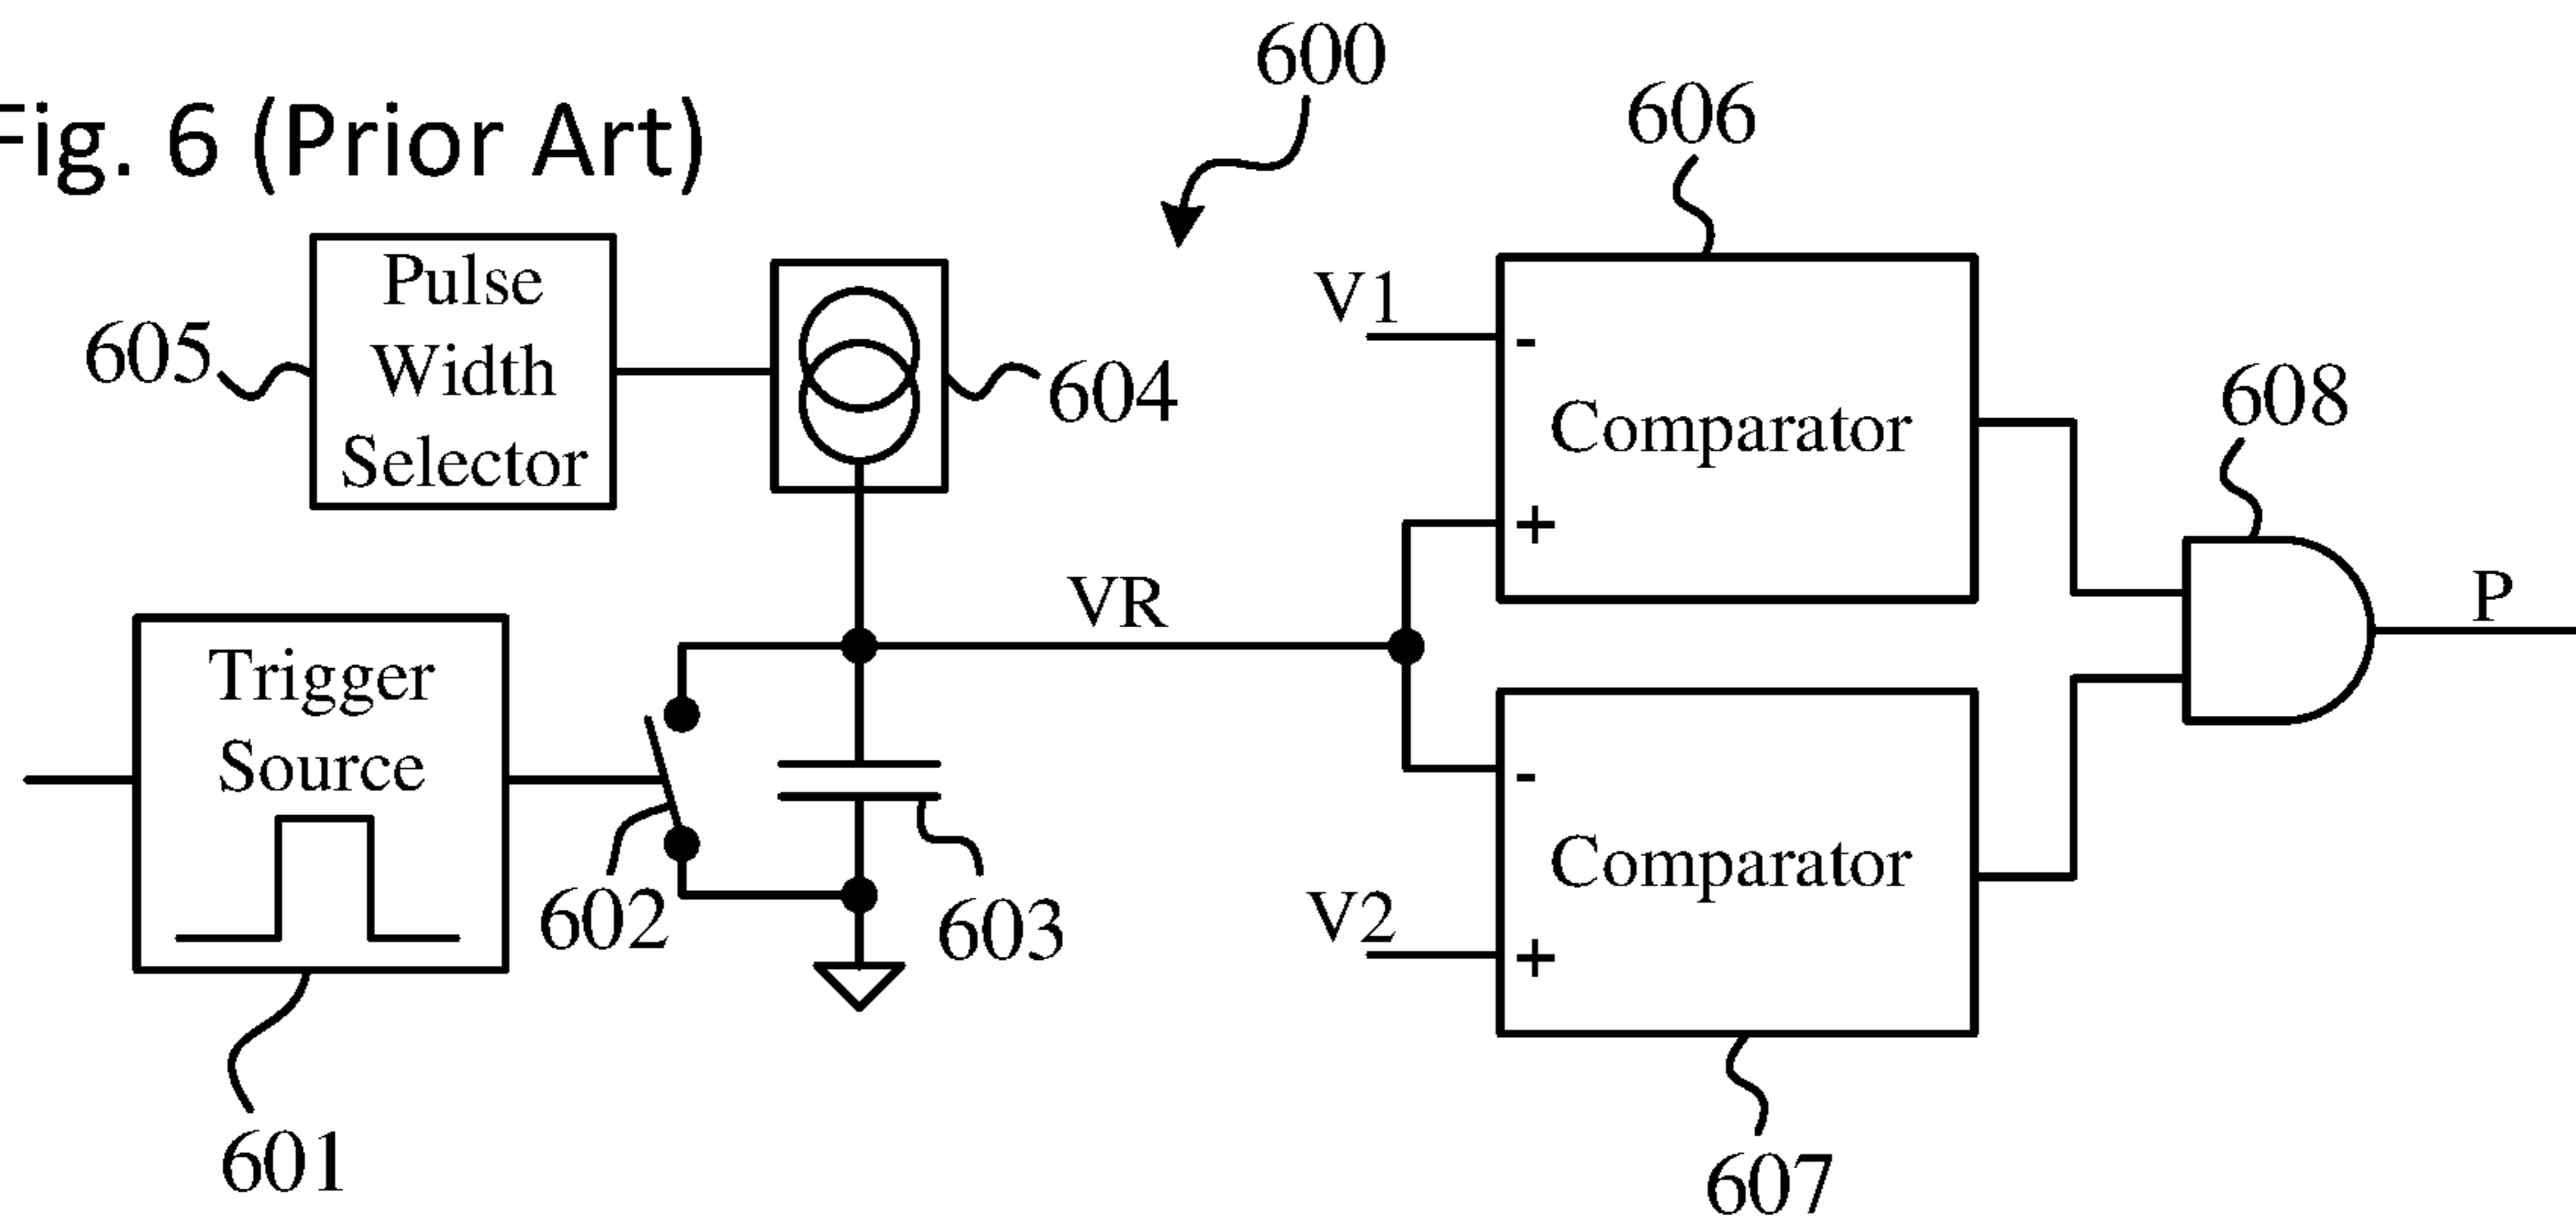 Fig. 6 (Prior Art)
600
606
Pulse
Width
Selector
605
604
V1
-
+
Comparator
608
VR
P
Trigger
Source
602
603
601
-
+
Comparator
V2
607